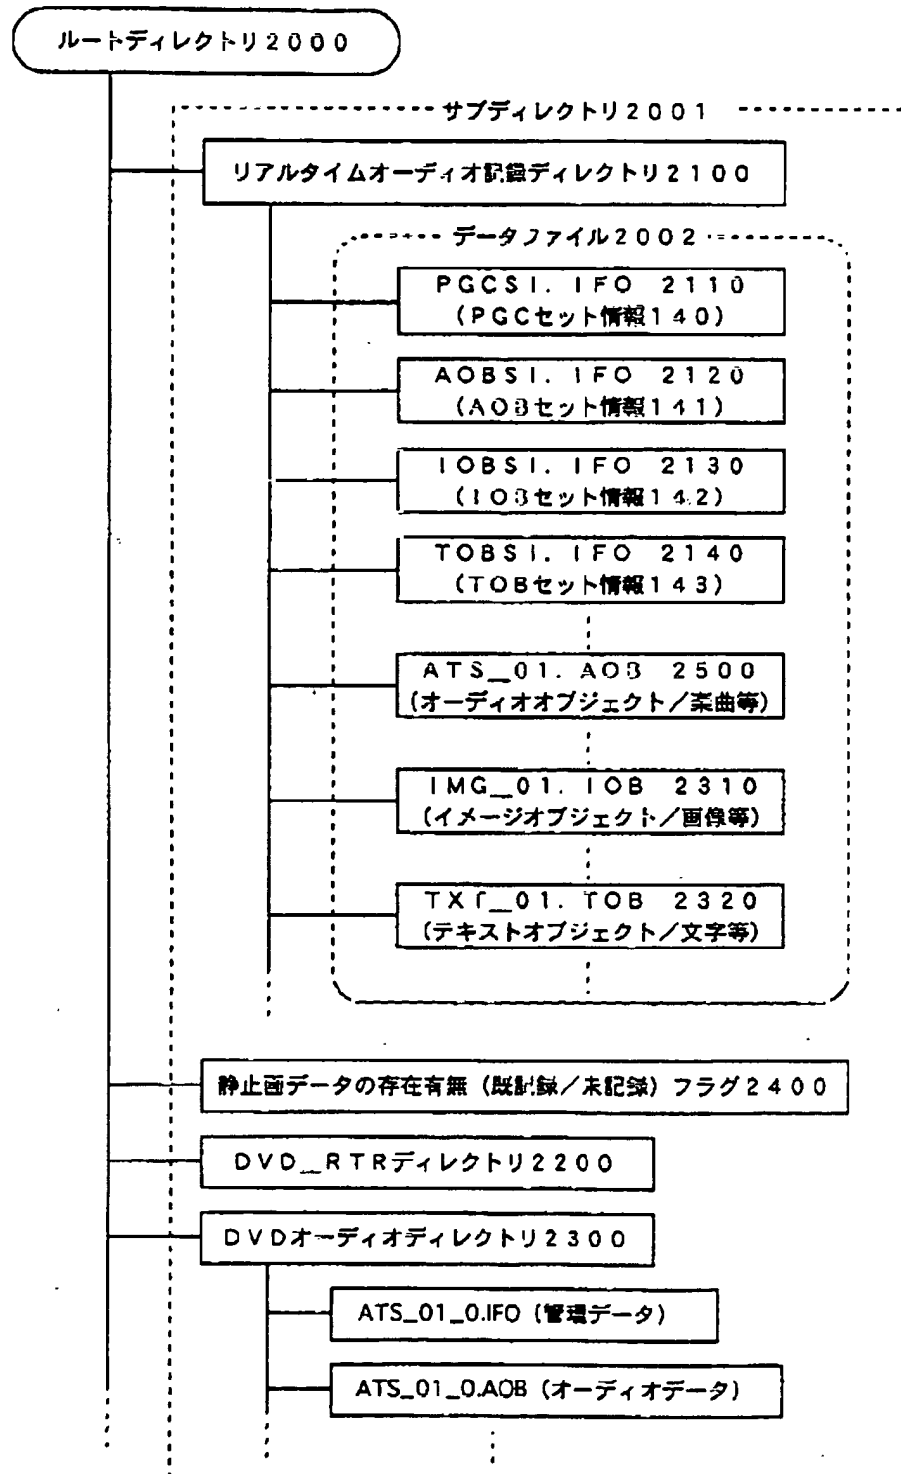 ルートディレクトリ2000
サブディレクトリ2001
リアルタイムオーディオ記録ディレクトリ2100
データファイル2002
PGCSI.IFO 2110
(PGCセット情報140)
AOBSI.IFO 2120
(AOBセット情報141)
IOBSI.IFO 2130
(IOBセット情報142)
TOBSI.IFO 2140
(TOBセット情報143)
ATS_01.AOB 2500
(オーディオオブジェクト/楽曲等)
IMG_01.IOB 2310
(イメージオブジェクト/画像等)
TXT_01.TOB 2320
(テキストオブジェクト/文字等)
静止画データの存在有無(既記録/未記録)フラグ2400
DVD_RTRディレクトリ2200
DVDオーディオディレクトリ2300
ATS_01_0.IFO(管理データ)
ATS_01_0.AOB(オーディオデータ)